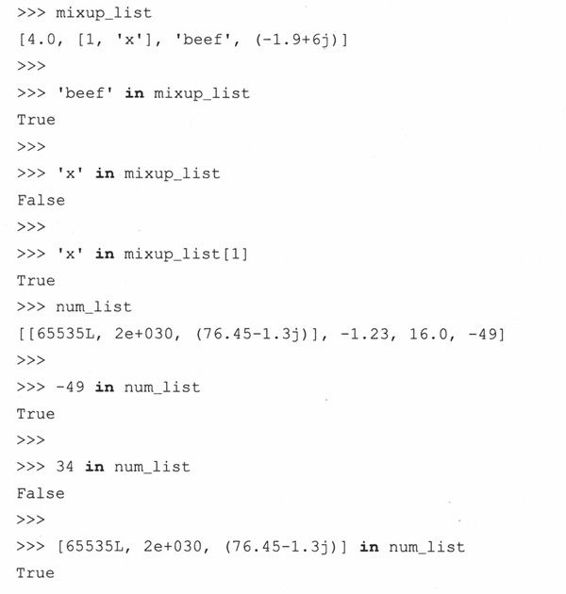 >>> mixup_list
[4.0, [1, 'x'], 'beef', (-1.9+6j)]
>>>
>>> 'beef' in mixup_list
True
>>>
>>> 'x' in mixup_list
False
>>>
>>> 'x' in mixup_list[1]
True
>>> num_list
[[65535L, 2e+030, (76.45-1.3j)], -1.23, 16.0, -49]
>>>
>>> -49 in num_list
True
>>>
>>> 34 in num_list
False
>>>
>>> [65535L, 2e+030, (76.45-1.3j)] in num_list
True